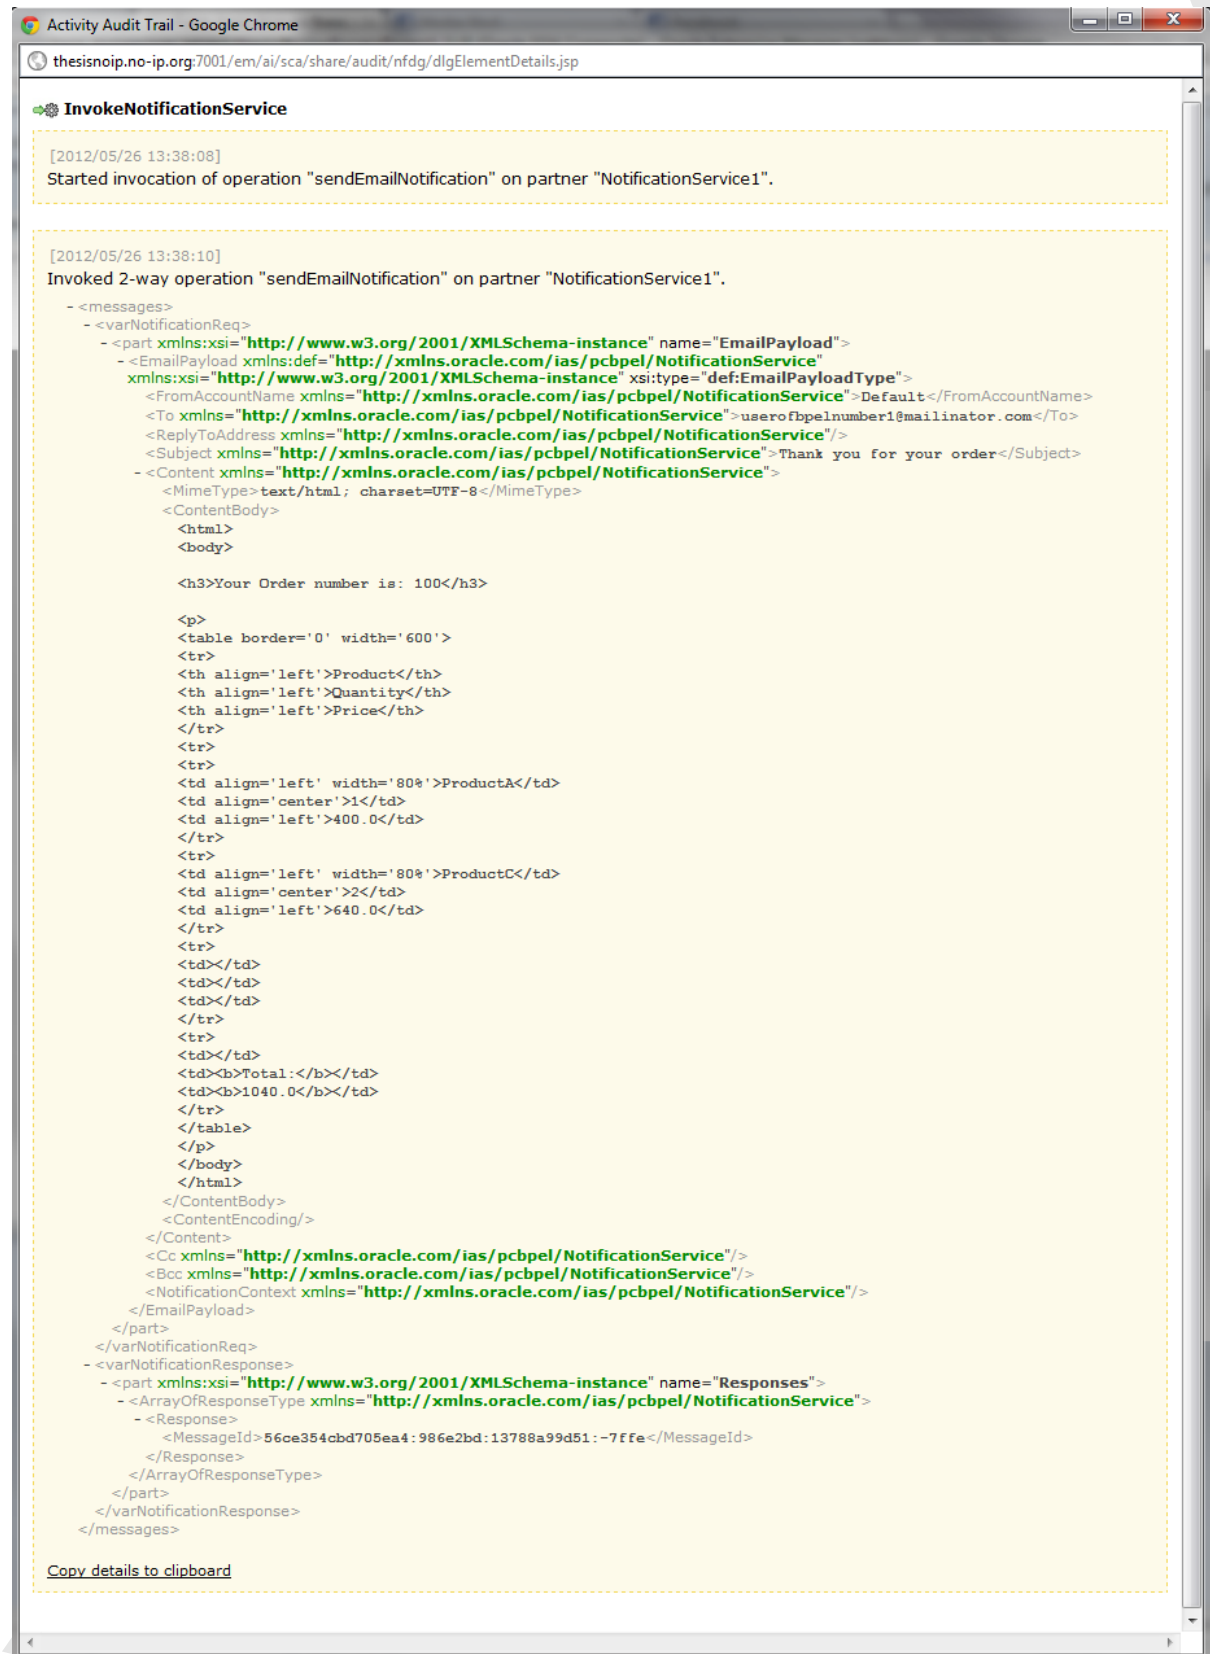 Activity Audit Trail - Google Chrome
thesisnoip.no-ip.org:7001/em/ai/sca/share/audit/nfdg/dlgElementDetails.jsp
InvokeNotificationService
[2012/05/26 13:38:08]
Started invocation of operation "sendEmailNotification" on partner "NotificationService1".
[2012/05/26 13:38:10]
Invoked 2-way operation "sendEmailNotification" on partner "NotificationService1".
- <messages>
- <varNotificationReq>
- <part xmlns:xsi="http://www.w3.org/2001/XMLSchema-instance" name="EmailPayload">
- <EmailPayload xmlns:def="http://xmlns.oracle.com/ias/pcbpel/NotificationService"
xmlns:xsi="http://www.w3.org/2001/XMLSchema-instance" xsi:type="def:EmailPayloadType">
<FromAccountName xmlns="http://xmlns.oracle.com/ias/pcbpel/NotificationService">Default</FromAccountName>
<To xmlns="http://xmlns.oracle.com/ias/pcbpel/NotificationService">userofbpelnumber1@mailinator.com</To>
<ReplyToAddress xmlns="http://xmlns.oracle.com/ias/pcbpel/NotificationService"/>
<Subject xmlns="http://xmlns.oracle.com/ias/pcbpel/NotificationService">Thank you for your order</Subject>
- <Content xmlns="http://xmlns.oracle.com/ias/pcbpel/NotificationService">
<MimeType>text/html; charset=UTF-8</MimeType>
<ContentBody>
<html>
<body>
<h3>Your Order number is: 100</h3>
<p>
<table border='0' width='600'>
<tr>
<th align='left'>Product</th>
<th align='left'>Quantity</th>
<th align='left'>Price</th>
</tr>
<tr>
<tr>
<td align='left' width='80%'>ProductA</td>
<td align='center'>1</td>
<td align='left'>400.0</td>
</tr>
<tr>
<td align='left' width='80%'>ProductC</td>
<td align='center'>2</td>
<td align='left'>640.0</td>
</tr>
<tr>
<td></td>
<td></td>
<td></td>
</tr>
<tr>
<td></td>
<td><b>Total:</b></td>
<td><b>1040.0</b></td>
</tr>
</table>
</p>
</body>
</html>
</ContentBody>
<ContentEncoding/>
</Content>
<Cc xmlns="http://xmlns.oracle.com/ias/pcbpel/NotificationService"/>
<Bcc xmlns="http://xmlns.oracle.com/ias/pcbpel/NotificationService"/>
<NotificationContext xmlns="http://xmlns.oracle.com/ias/pcbpel/NotificationService"/>
</EmailPayload>
</part>
</varNotificationReq>
- <varNotificationResponse>
- <part xmlns:xsi="http://www.w3.org/2001/XMLSchema-instance" name="Responses">
- <ArrayOfResponseType xmlns="http://xmlns.oracle.com/ias/pcbpel/NotificationService">
- <Response>
<MessageId>56ce354cbd705ea4:986e2bd:13788a99d51:-7ffe</MessageId>
</Response>
</ArrayOfResponseType>
</part>
</varNotificationResponse>
</messages>
Copy details to clipboard